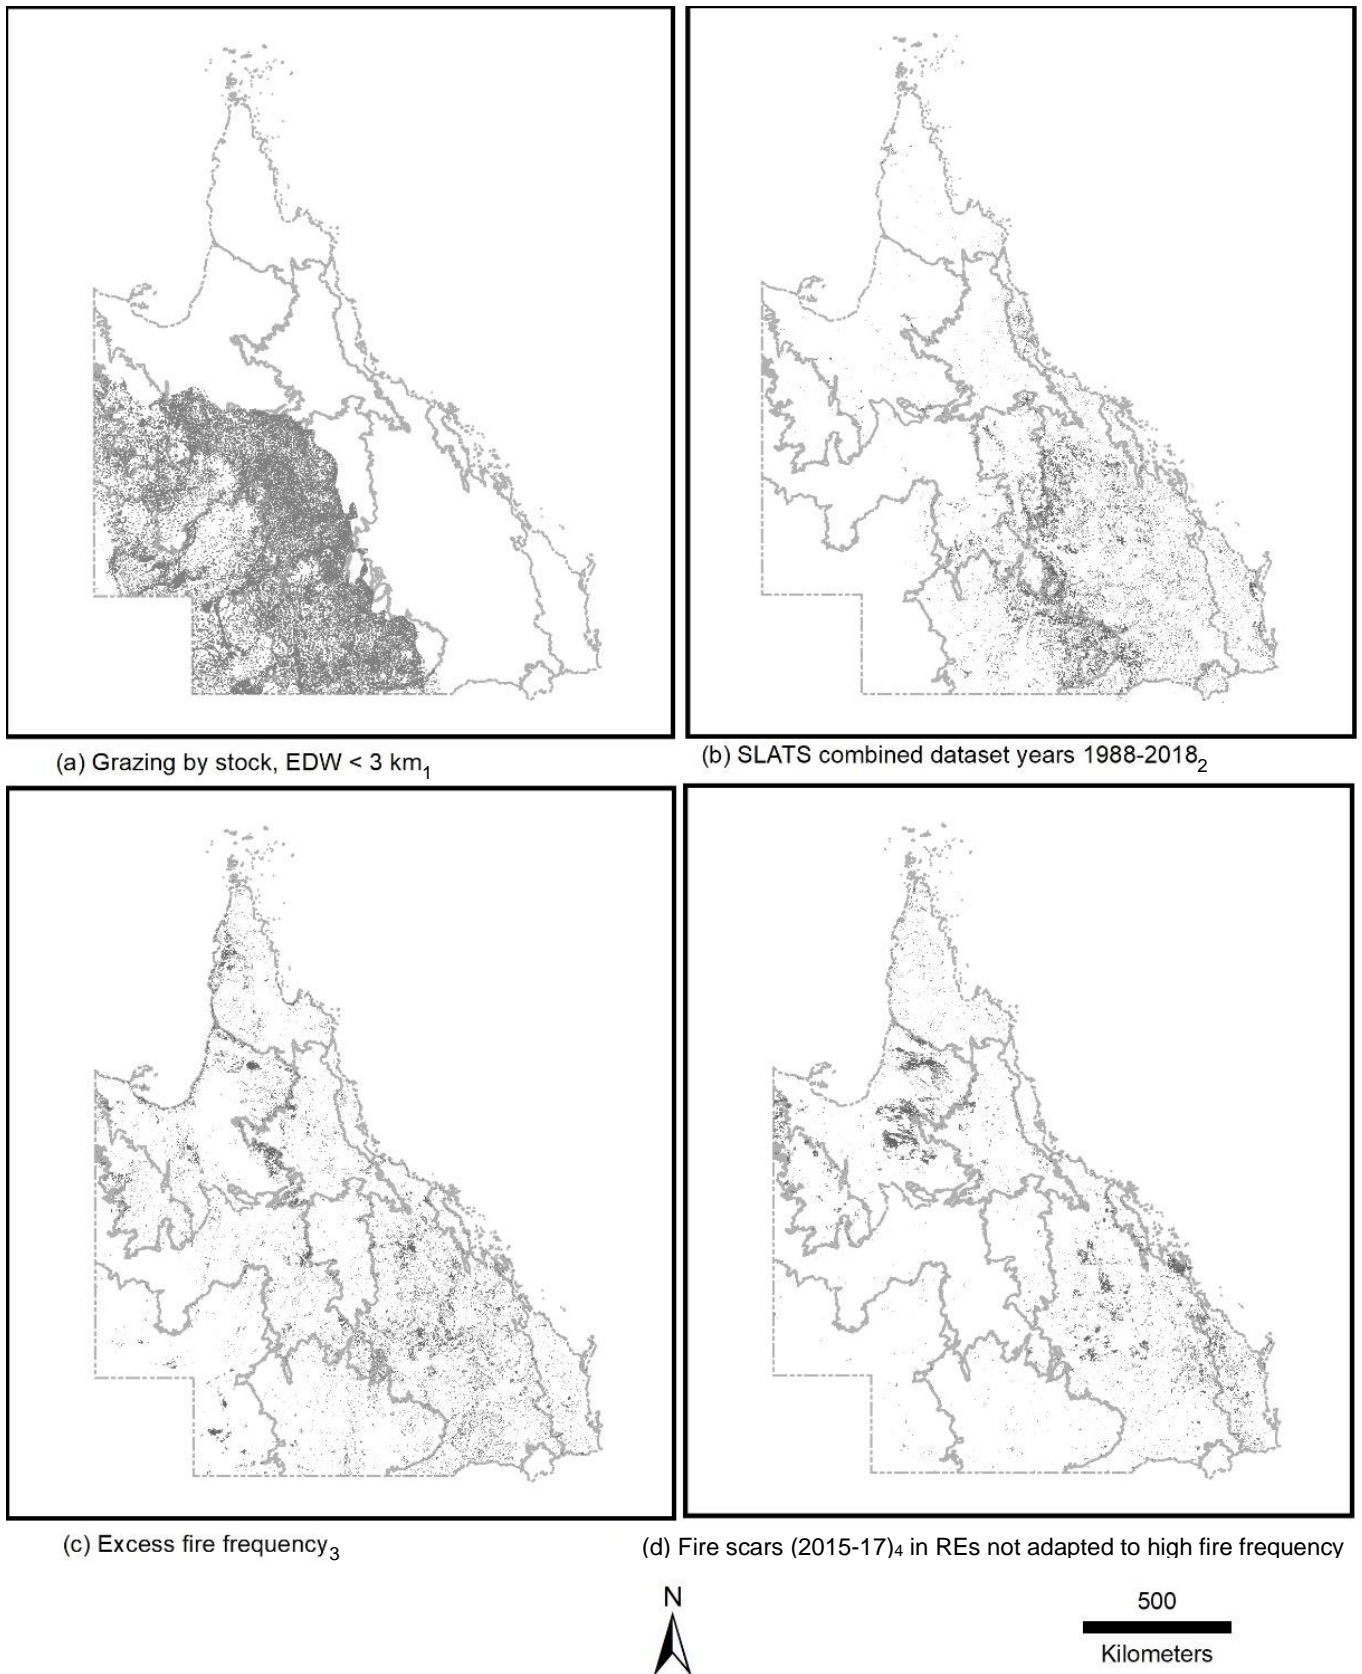 (a) Grazing by stock, EDW < 3 km1
(b) SLATS combined dataset years 1988-20182
(c) Excess fire frequency3
(d) Fire scars (2015-17)4 in REs not adapted to high fire frequency
N
500
Kilometers